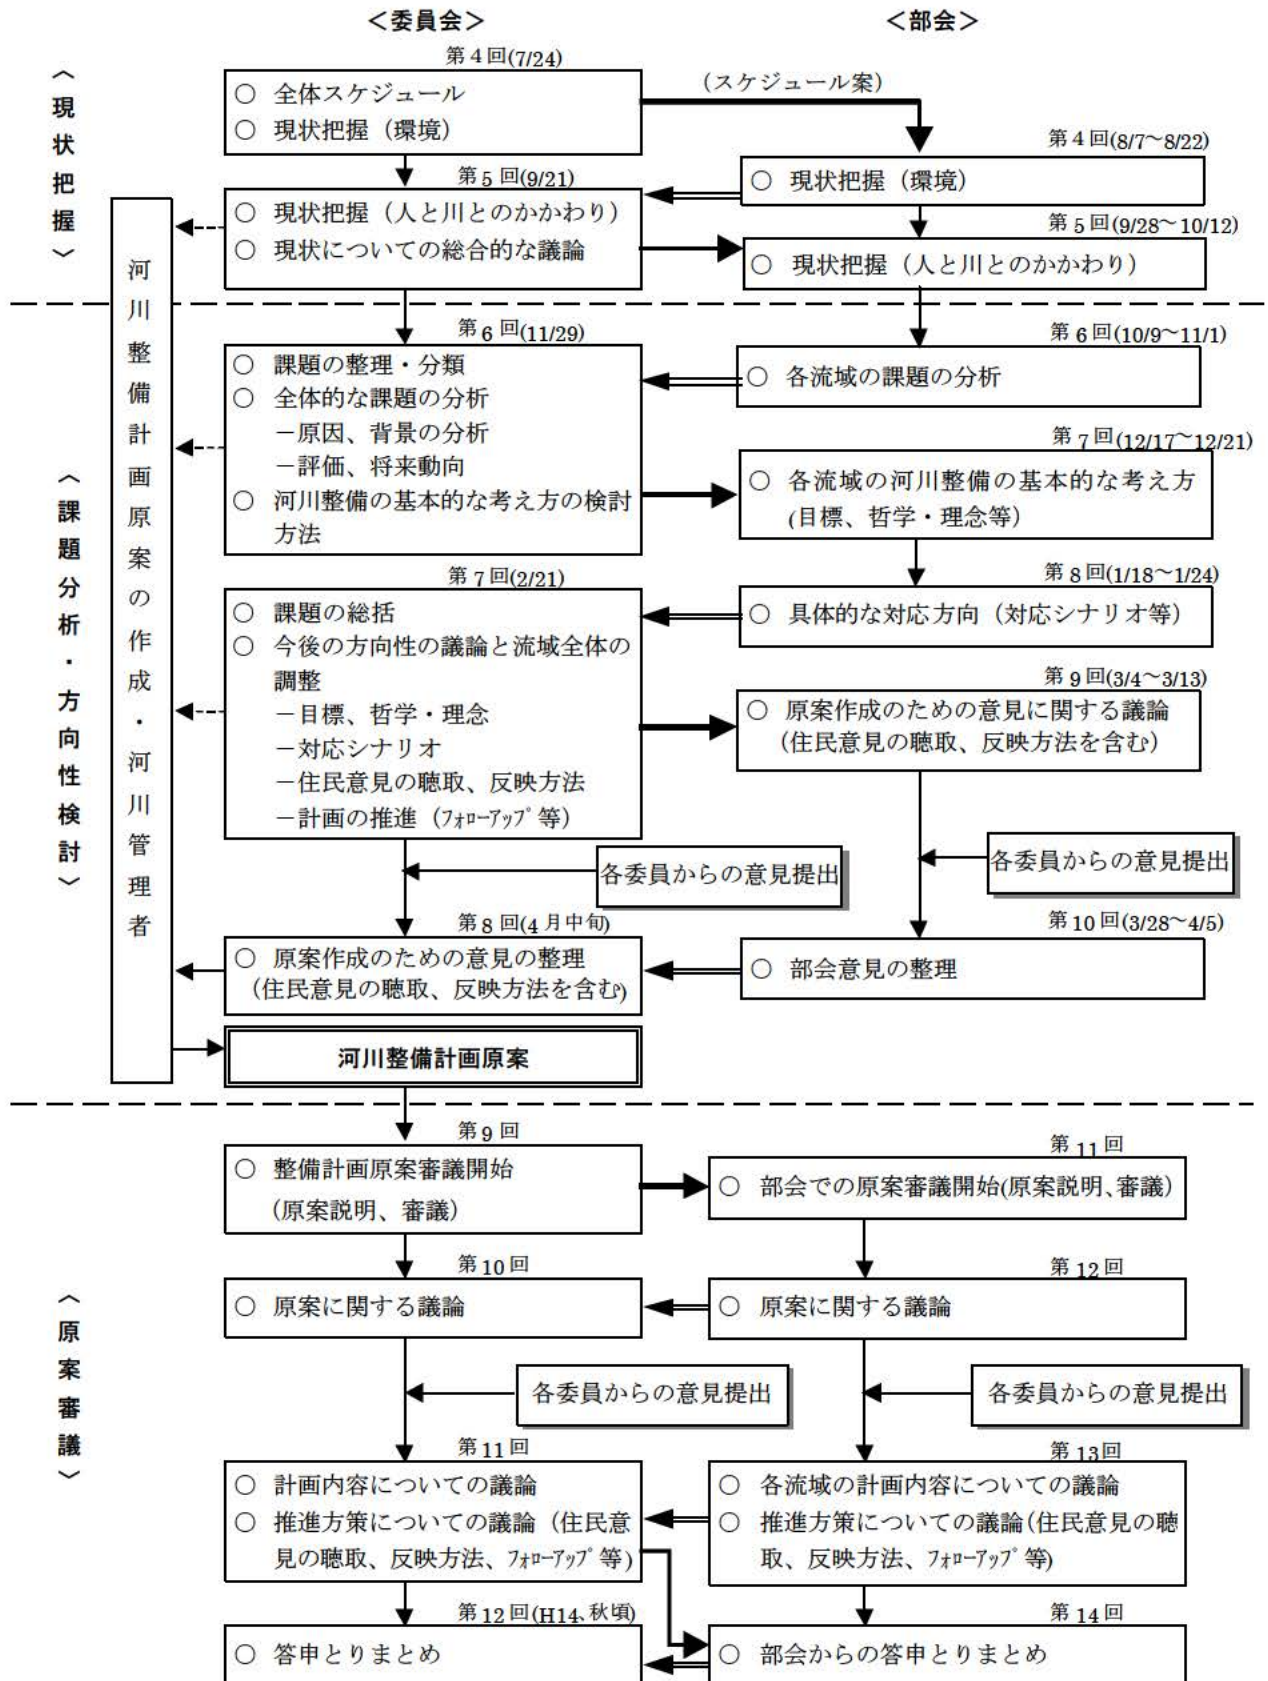 ＜委員会＞
＜部会＞
〈現状把握〉
第4回(7/24)
○ 全体スケジュール
○ 現状把握（環境）
（スケジュール案）
第4回(8/7～8/22)
○ 現状把握（環境）
第5回(9/21)
○ 現状把握（人と川とのかかわり）
○ 現状についての総合的な議論
第5回(9/28～10/12)
○ 現状把握（人と川とのかかわり）
河川整備計画原案の作成・河川管理者
〈課題分析・方向性検討〉
第6回(11/29)
○ 課題の整理・分類
○ 全体的な課題の分析
－原因、背景の分析
－評価、将来動向
○ 河川整備の基本的な考え方の検討
方法
第6回(10/9～11/1)
○ 各流域の課題の分析
第7回(12/17～12/21)
○ 各流域の河川整備の基本的な考え方
(目標、哲学・理念等）
第7回(2/21)
○ 課題の総括
○ 今後の方向性の議論と流域全体の
調整
－目標、哲学・理念
－対応シナリオ
－住民意見の聴取、反映方法
－計画の推進（ﾌｫﾛｰｱｯﾌﾟ等）
第8回(1/18～1/24)
○ 具体的な対応方向（対応シナリオ等）
第9回(3/4～3/13)
○ 原案作成のための意見に関する議論
（住民意見の聴取、反映方法を含む）
各委員からの意見提出
各委員からの意見提出
第8回(4月中旬)
○ 原案作成のための意見の整理
（住民意見の聴取、反映方法を含む)
第10回(3/28～4/5)
○ 部会意見の整理
河川整備計画原案
〈原案審議〉
第9回
○ 整備計画原案審議開始
（原案説明、審議）
第11回
○ 部会での原案審議開始(原案説明、審議）
第10回
○ 原案に関する議論
第12回
○ 原案に関する議論
各委員からの意見提出
各委員からの意見提出
第11回
○ 計画内容についての議論
○ 推進方策についての議論（住民意
見の聴取、反映方法、ﾌｫﾛｰｱｯﾌﾟ等)
第13回
○ 各流域の計画内容についての議論
○ 推進方策についての議論(住民意見の聴
取、反映方法、ﾌｫﾛｰｱｯﾌﾟ等)
第12回(H14、秋頃)
○ 答申とりまとめ
第14回
○ 部会からの答申とりまとめ